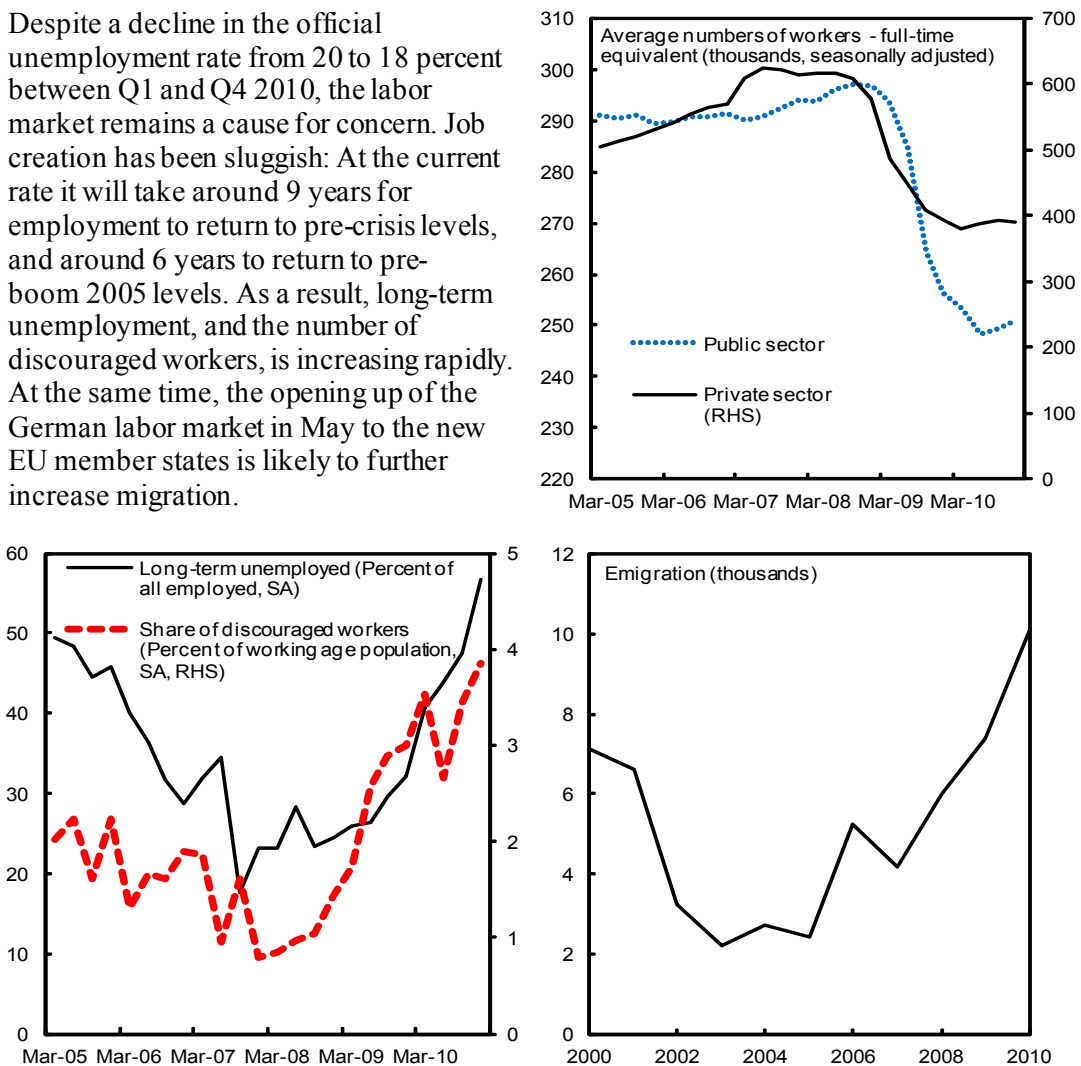 Despite a decline in the official
unemployment rate from 20 to 18 percent
between Q1 and Q4 2010, the labor
market remains a cause for concern. Job
creation has been sluggish: At the current
rate it will take around 9 years for
employment to return to pre-crisis levels,
and around 6 years to return to pre-
boom 2005 levels. As a result, long-term
unemployment, and the number of
discouraged workers, is increasing rapidly.
At the same time, the opening up of the
German labor market in May to the new
EU member states is likely to further
increase migration.
Average numbers of workers - full-time
equivalent (thousands, seasonally adjusted)
310
300
290
280
270
260
250
240
230
220
700
600
500
400
300
200
100
0
Public sector
Private sector
(RHS)
Mar-05 Mar-06 Mar-07 Mar-08 Mar-09 Mar-10
60
50
40
30
20
10
0
5
4
3
2
1
0
Long-term unemployed (Percent of
all employed, SA)
Share of discouraged workers
(Percent of working age population,
SA, RHS)
Mar-05 Mar-06 Mar-07 Mar-08 Mar-09 Mar-10
12
10
8
6
4
2
0
Emigration (thousands)
2000 2002 2004 2006 2008 2010